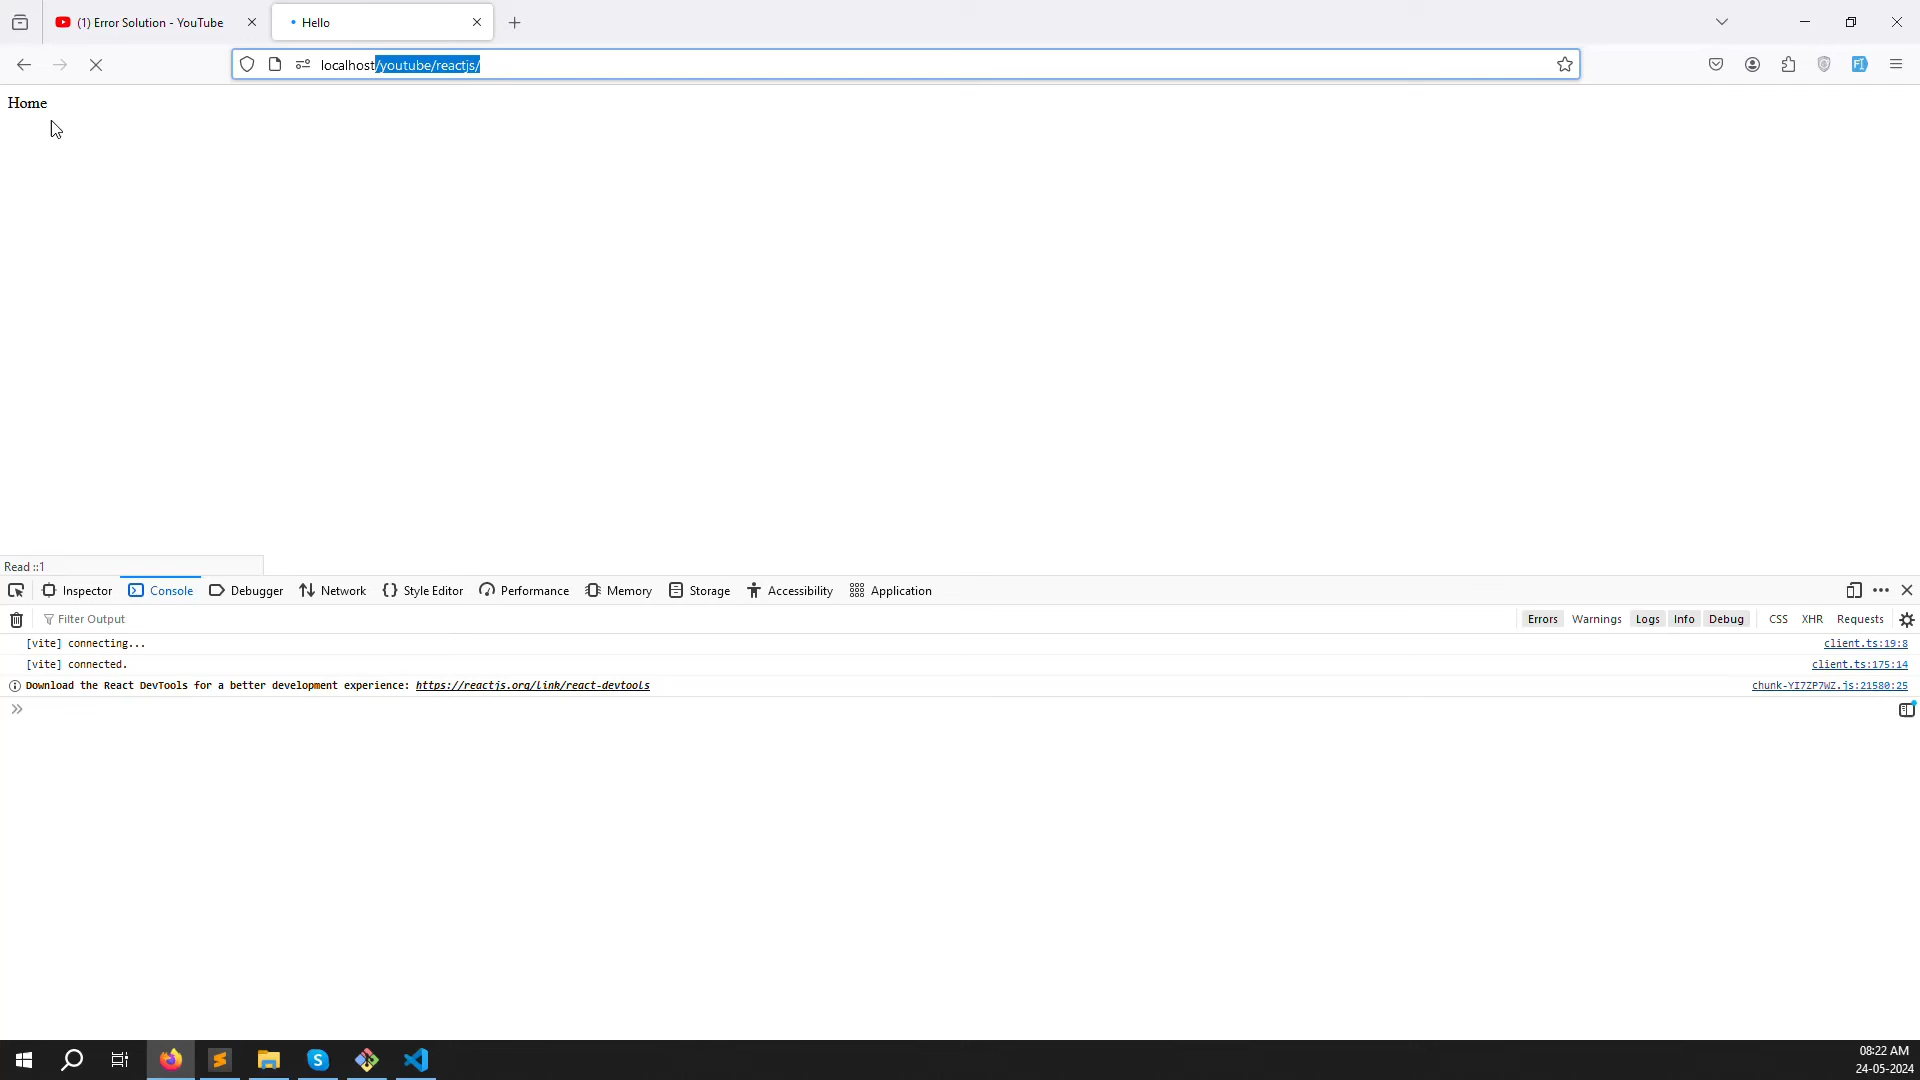 (1) Error Solution - YouTube
Hello
localhost/youtube/reactjs/
Home
Read ::1
Inspector Console Debugger Network Style Editor Performance Memory Storage Accessibility Application
Filter Output Errors Warnings Logs Info Debug CSS XHR Requests
[vite] connecting... client.ts:19:8
[vite] connected. client.ts:175:14
Download the React DevTools for a better development experience: https://reactjs.org/link/react-devtools chunk-YI7ZP7WZ.js:21580:25
08:22 AM
24-05-2024